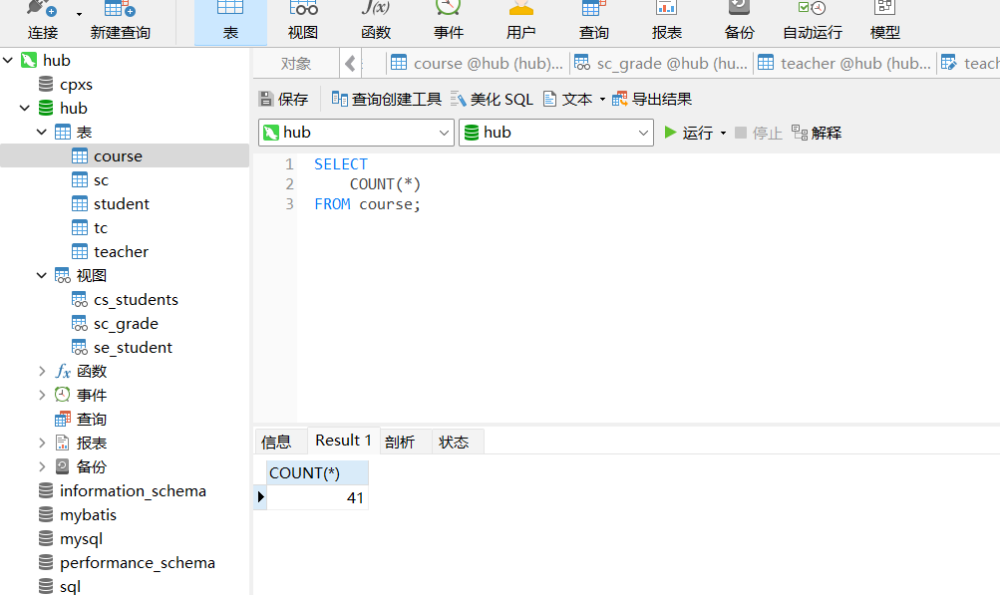 连接 新建查询 表 视图 函数 事件 用户 查询 报表 备份 自动运行 模型
hub
cpxs
hub
表
course
sc
student
tc
teacher
视图
cs_students
sc_grade
se_student
函数
事件
查询
报表
备份
information_schema
mybatis
mysql
performance_schema
sql
对象 course @hub (hub)... sc_grade @hub (hu... teacher @hub (hub... teach
保存 查询创建工具 美化 SQL 文本 导出结果
hub hub 运行 停止 解释
1 SELECT
2 COUNT(*)
3 FROM course;
信息 Result 1 剖析 状态
COUNT(*)
41